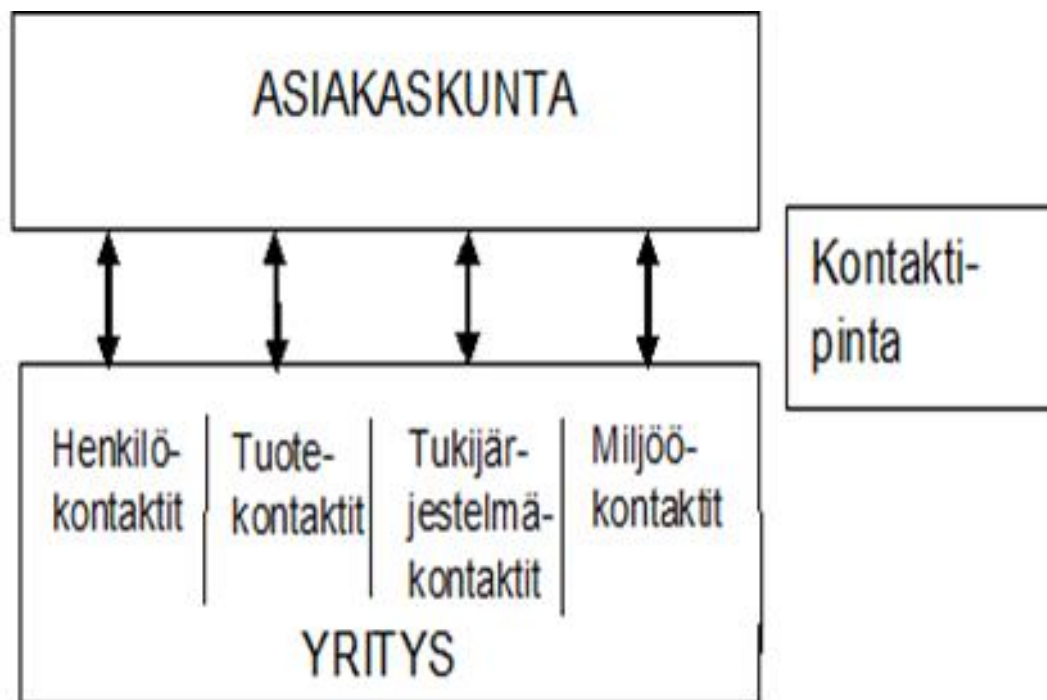 ASIAKASKUNTA
Kontakti-
pinta
Henkilö-
kontaktit
Tuote-
kontaktit
Tukijär-
jestelmä-
kontaktit
Miljöö-
kontaktit
YRITYS